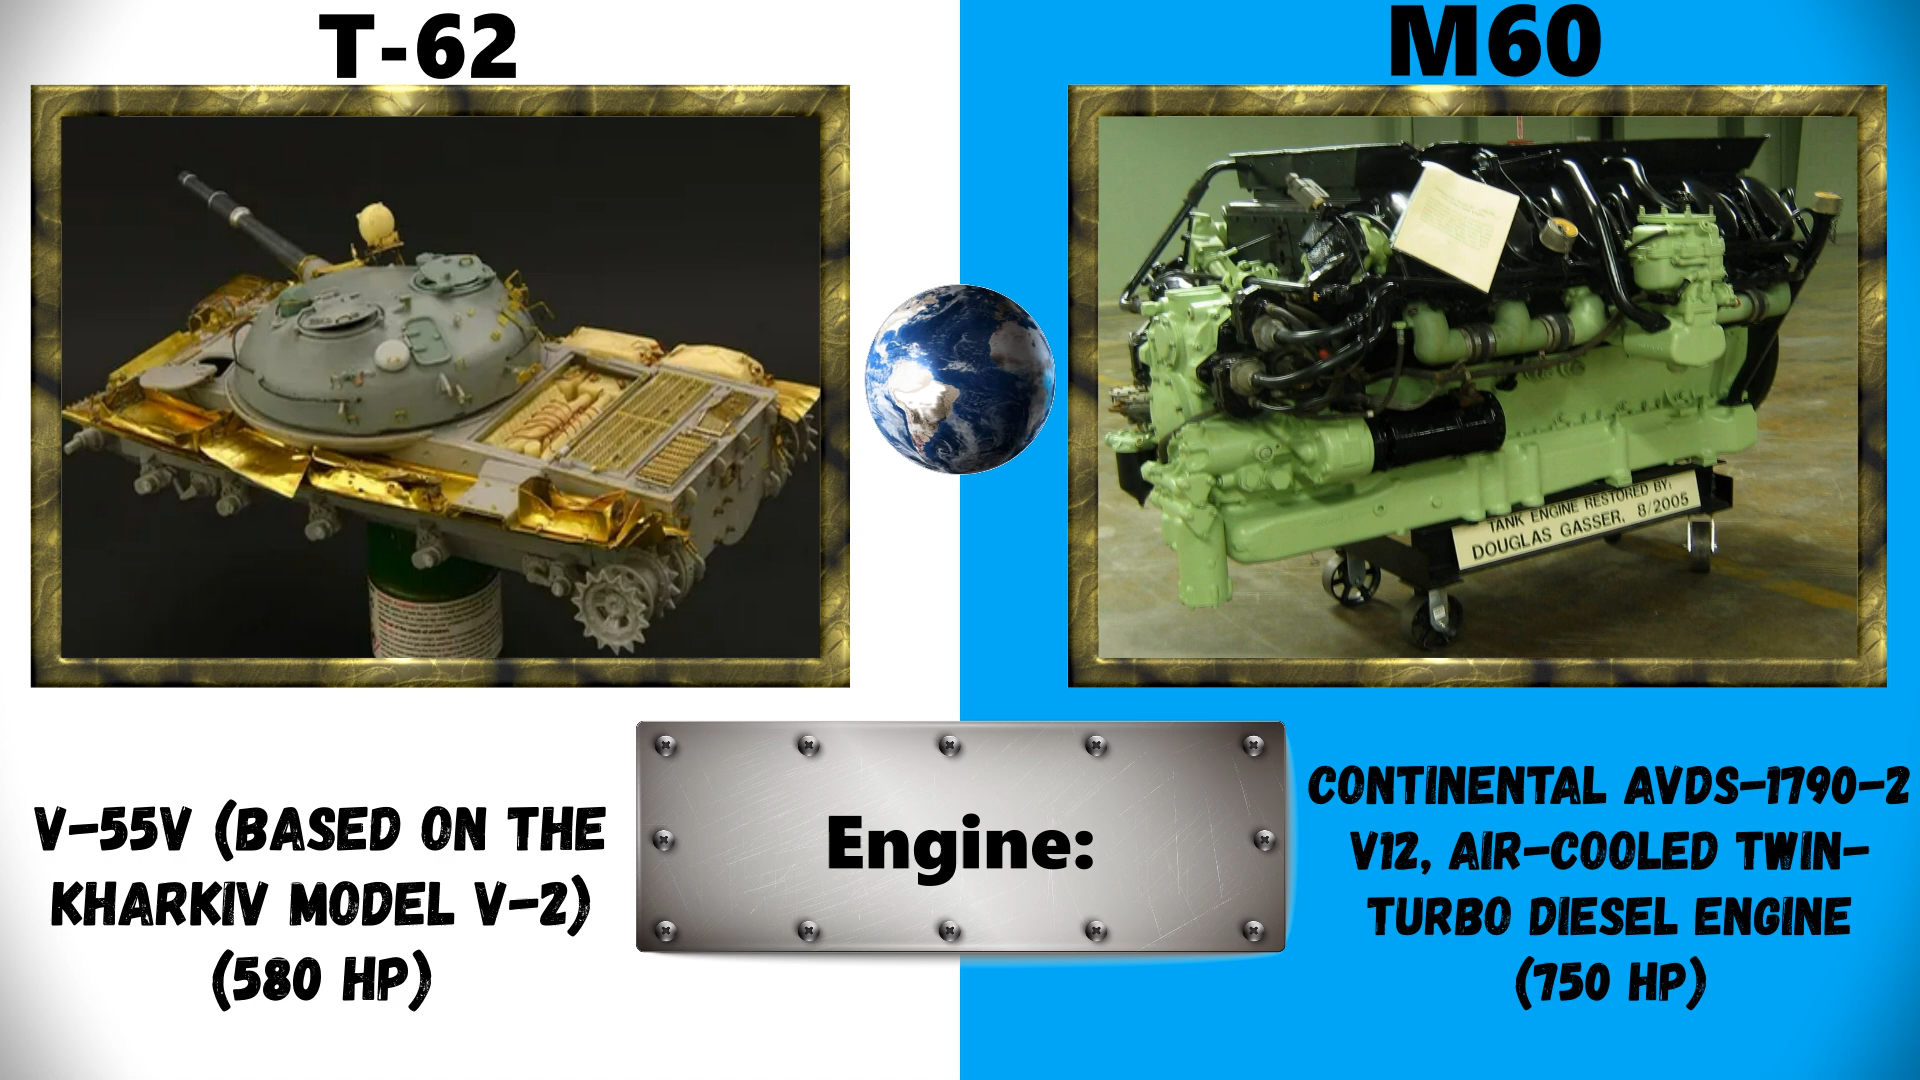 T-62
M60
TANK ENGINE RESTORED BY:
DOUGLAS GASSER, 8/2005
Engine:
V-55V (BASED ON THE
KHARKIV MODEL V-2)
(580 HP)
CONTINENTAL AVDS-1790-2
V12, AIR-COOLED TWIN-
TURBO DIESEL ENGINE
(750 HP)